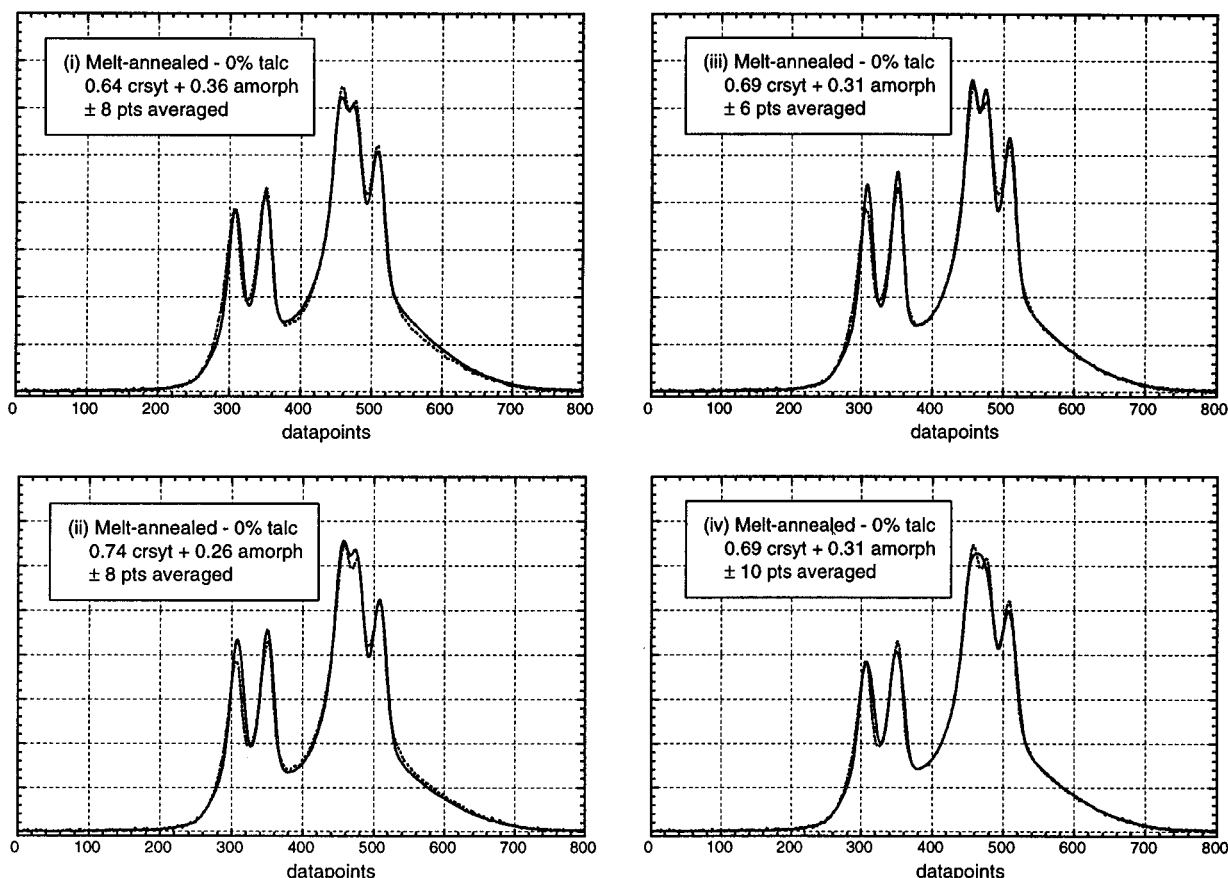 (i) Melt-annealed - 0% talc
0.64 crsyt + 0.36 amorph
± 8 pts averaged
0 100 200 300 400 500 600 700 800
datapoints
(iii) Melt-annealed - 0% talc
0.69 crsyt + 0.31 amorph
± 6 pts averaged
0 100 200 300 400 500 600 700 800
datapoints
(ii) Melt-annealed - 0% talc
0.74 crsyt + 0.26 amorph
± 8 pts averaged
0 100 200 300 400 500 600 700 800
datapoints
(iv) Melt-annealed - 0% talc
0.69 crsyt + 0.31 amorph
± 10 pts averaged
0 100 200 300 400 500 600 700 800
datapoints